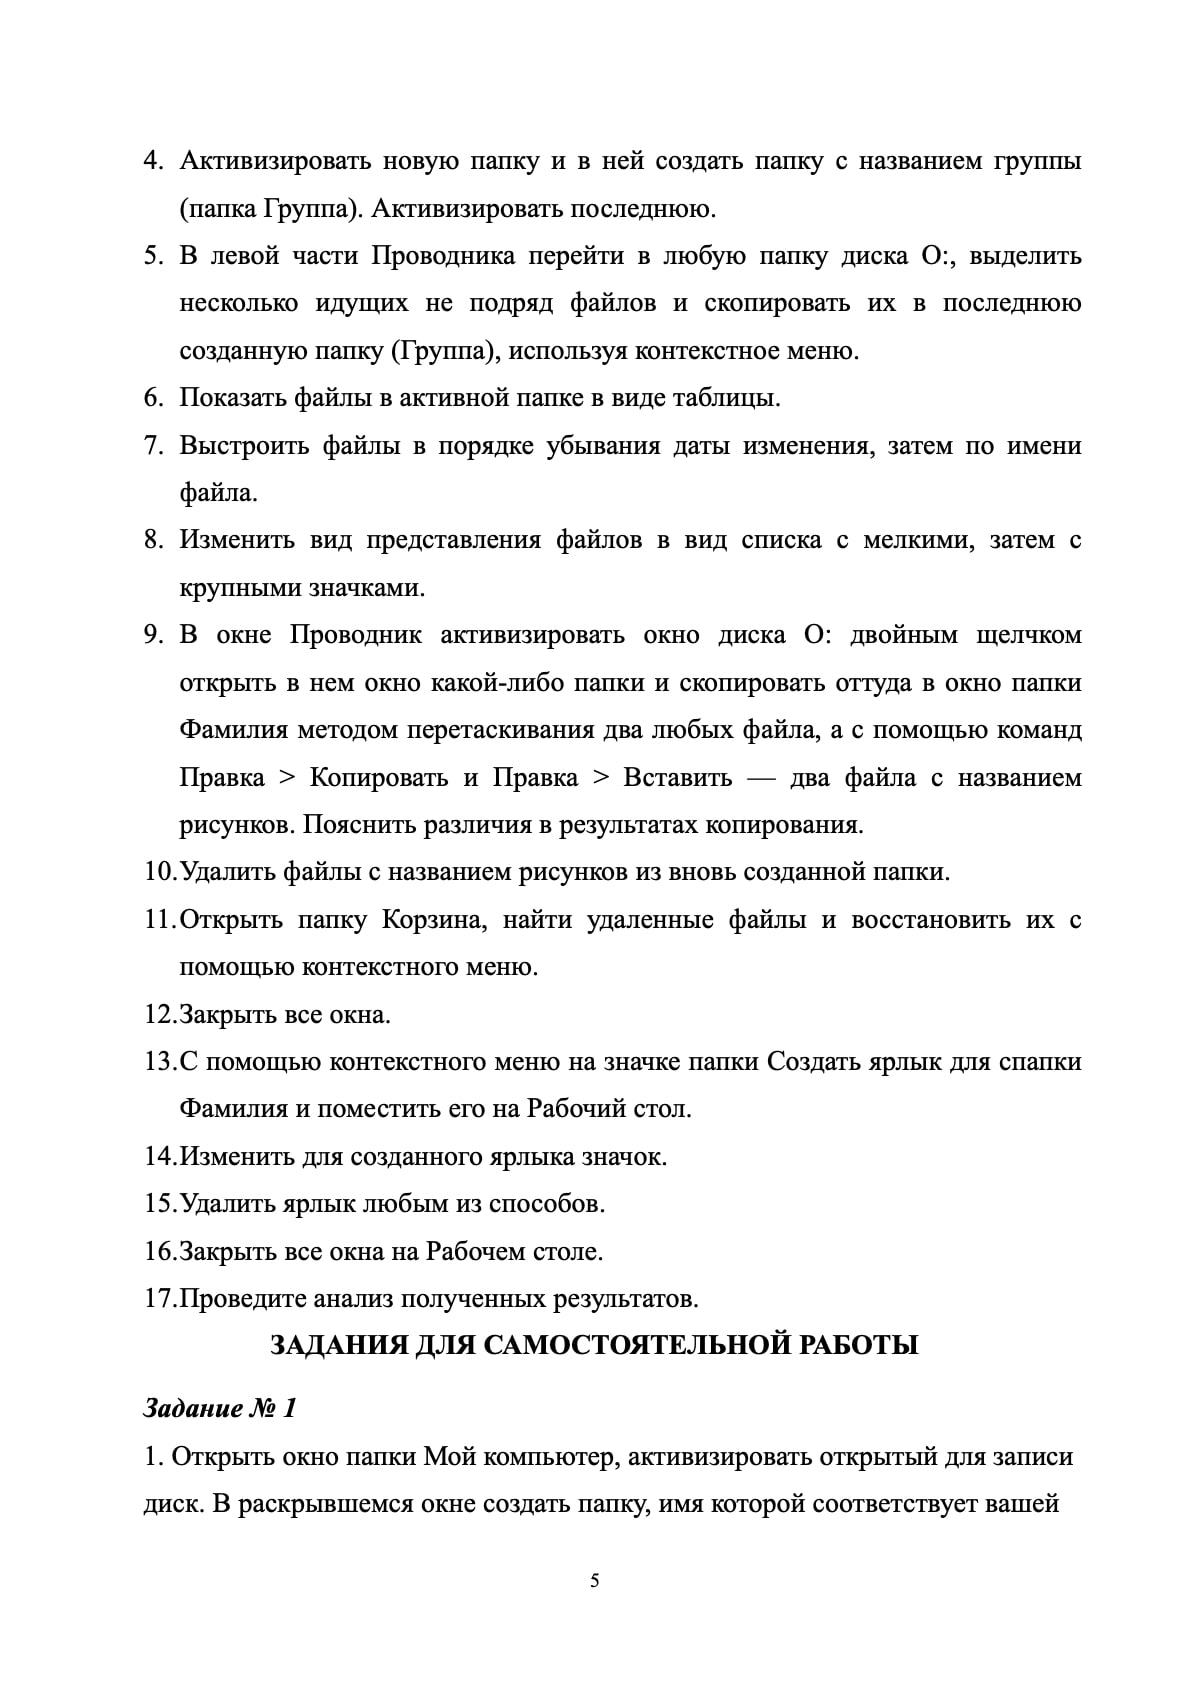 4. Активизировать новую папку и в ней создать папку с названием группы
(папка Группа). Активизировать последнюю.
5. В левой части Проводника перейти в любую папку диска O:, выделить
несколько идущих не подряд файлов и скопировать их в последнюю
созданную папку (Группа), используя контекстное меню.
6. Показать файлы в активной папке в виде таблицы.
7. Выстроить файлы в порядке убывания даты изменения, затем по имени
файла.
8. Изменить вид представления файлов в вид списка с мелкими, затем с
крупными значками.
9. В окне Проводник активизировать окно диска O: двойным щелчком
открыть в нем окно какой-либо папки и скопировать оттуда в окно папки
Фамилия методом перетаскивания два любых файла, а с помощью команд
Правка > Копировать и Правка > Вставить — два файла с названием
рисунков. Пояснить различия в результатах копирования.
10.Удалить файлы с названием рисунков из вновь созданной папки.
11.Открыть папку Корзина, найти удаленные файлы и восстановить их с
помощью контекстного меню.
12.Закрыть все окна.
13.С помощью контекстного меню на значке папки Создать ярлык для спапки
Фамилия и поместить его на Рабочий стол.
14.Изменить для созданного ярлыка значок.
15.Удалить ярлык любым из способов.
16.Закрыть все окна на Рабочем столе.
17.Проведите анализ полученных результатов.
ЗАДАНИЯ ДЛЯ САМОСТОЯТЕЛЬНОЙ РАБОТЫ
Задание № 1
1. Открыть окно папки Мой компьютер, активизировать открытый для записи
диск. В раскрывшемся окне создать папку, имя которой соответствует вашей
5